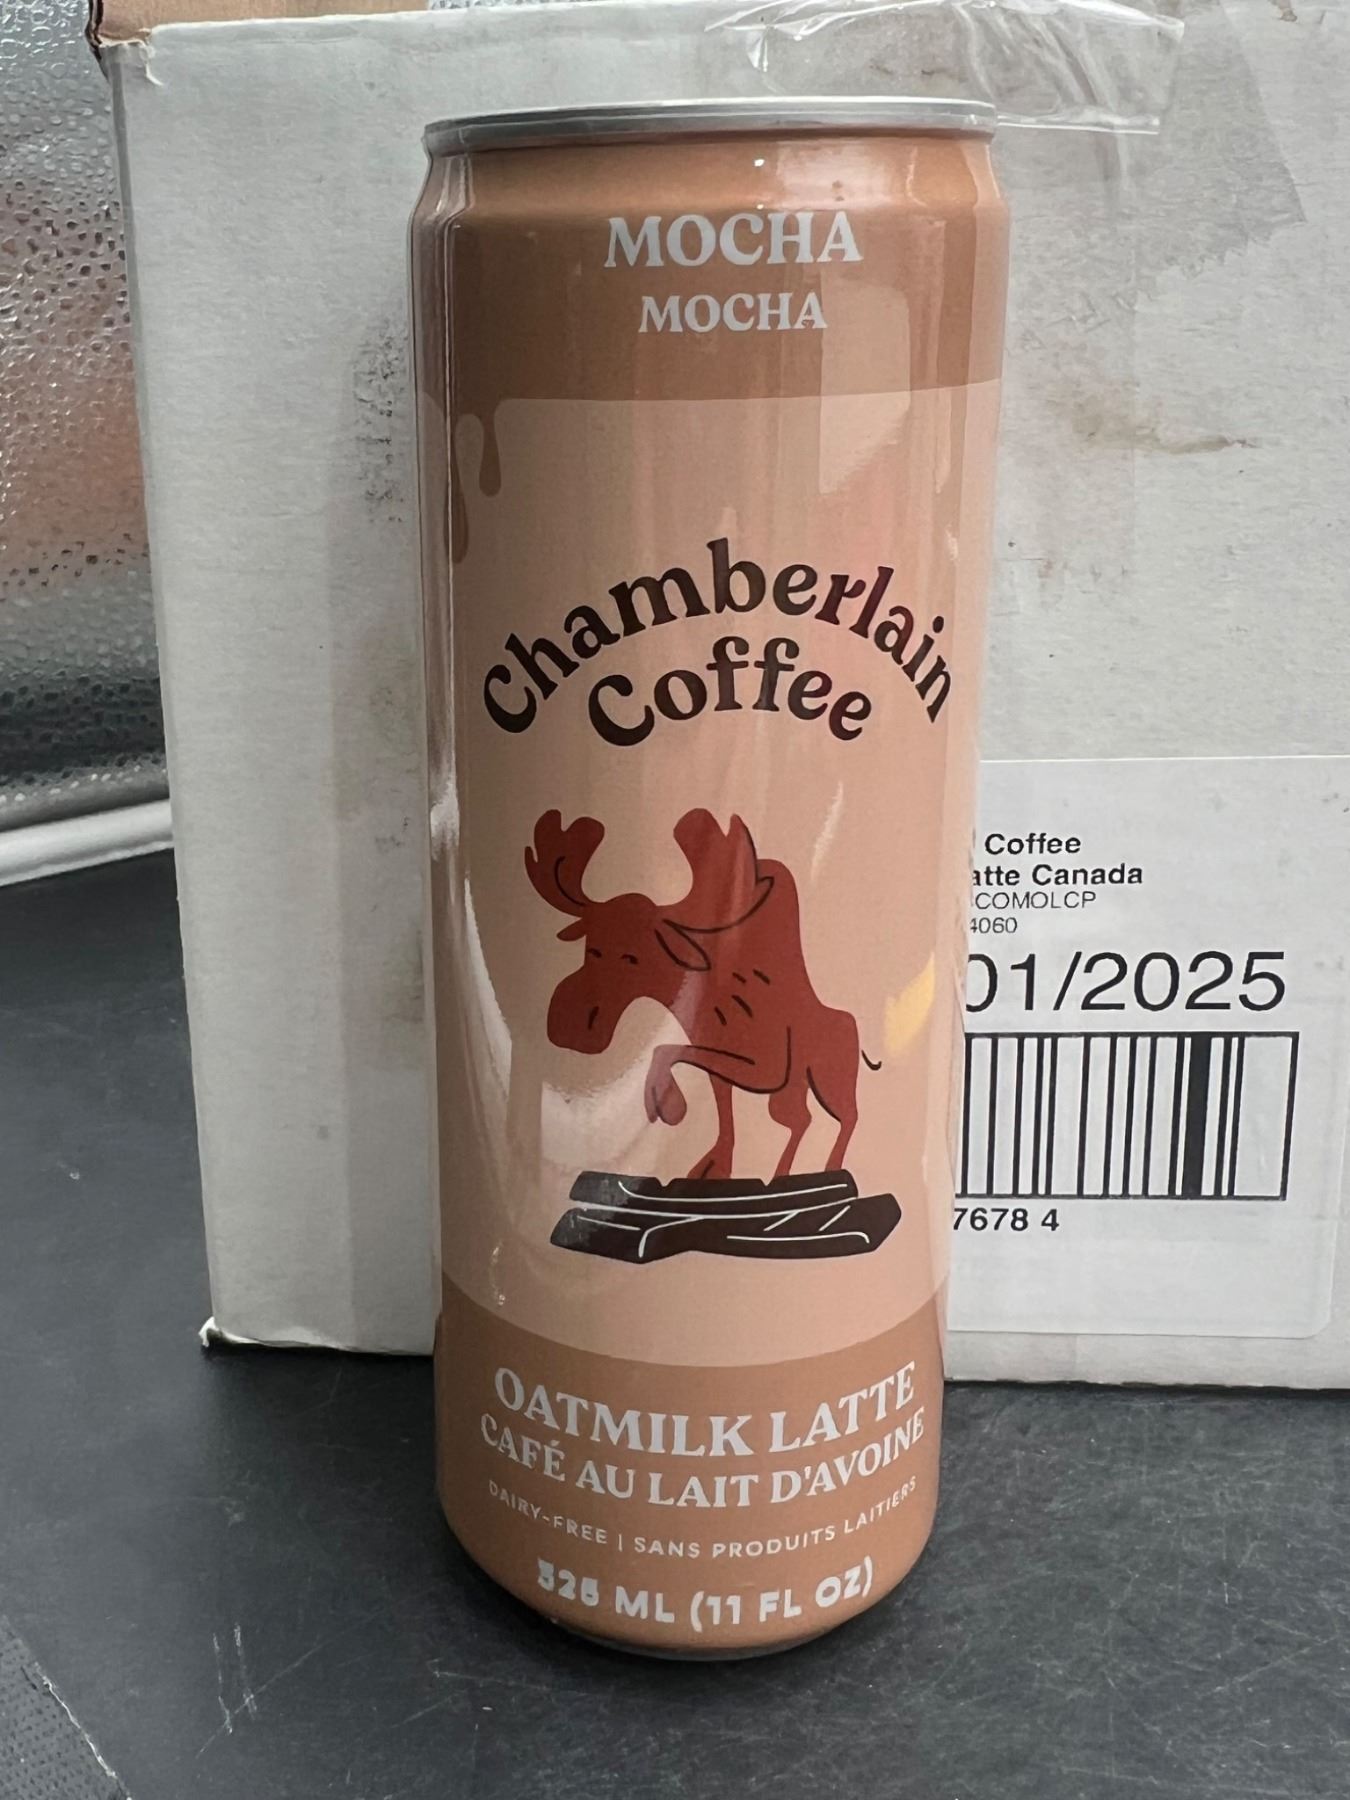 MOCHA
MOCHA
Chamberlain
Coffee
OATMILK LATTE
CAFÉ AU LAIT D'AVOINE
DAIRY-FREE | SANS PRODUITS LAITIERS
325 ML (11 FL OZ)
Coffee
atte Canada
COMOLCP
4060
01/2025
7678 4